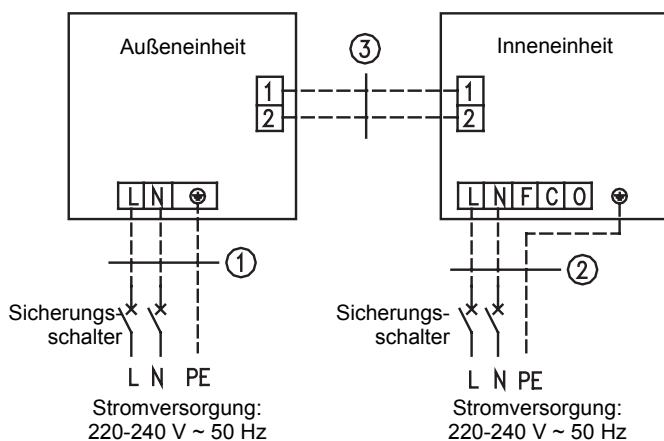 Außeneinheit
3
Inneneinheit
1
2
1
2
L N
L N F C O
1
2
Sicherungs-
schalter
Sicherungs-
schalter
L N PE
L N PE
Stromversorgung:
220-240 V ~ 50 Hz
Stromversorgung:
220-240 V ~ 50 Hz